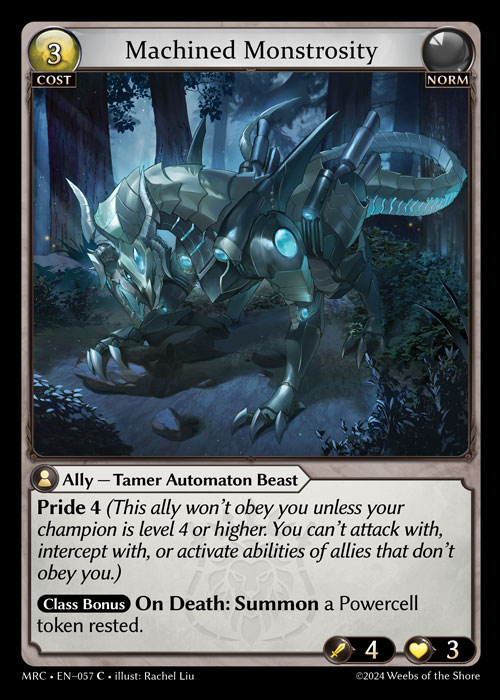 3 Machined Monstrosity
COST NORM
Ally — Tamer Automaton Beast
Pride 4 (This ally won't obey you unless your
champion is level 4 or higher. You can't attack with,
intercept with, or activate abilities of allies that don't
obey you.)
Class Bonus On Death: Summon a Powercell
token rested.
4 3
MRC • EN–057 C • illust: Rachel Liu ©2024 Weebs of the Shore